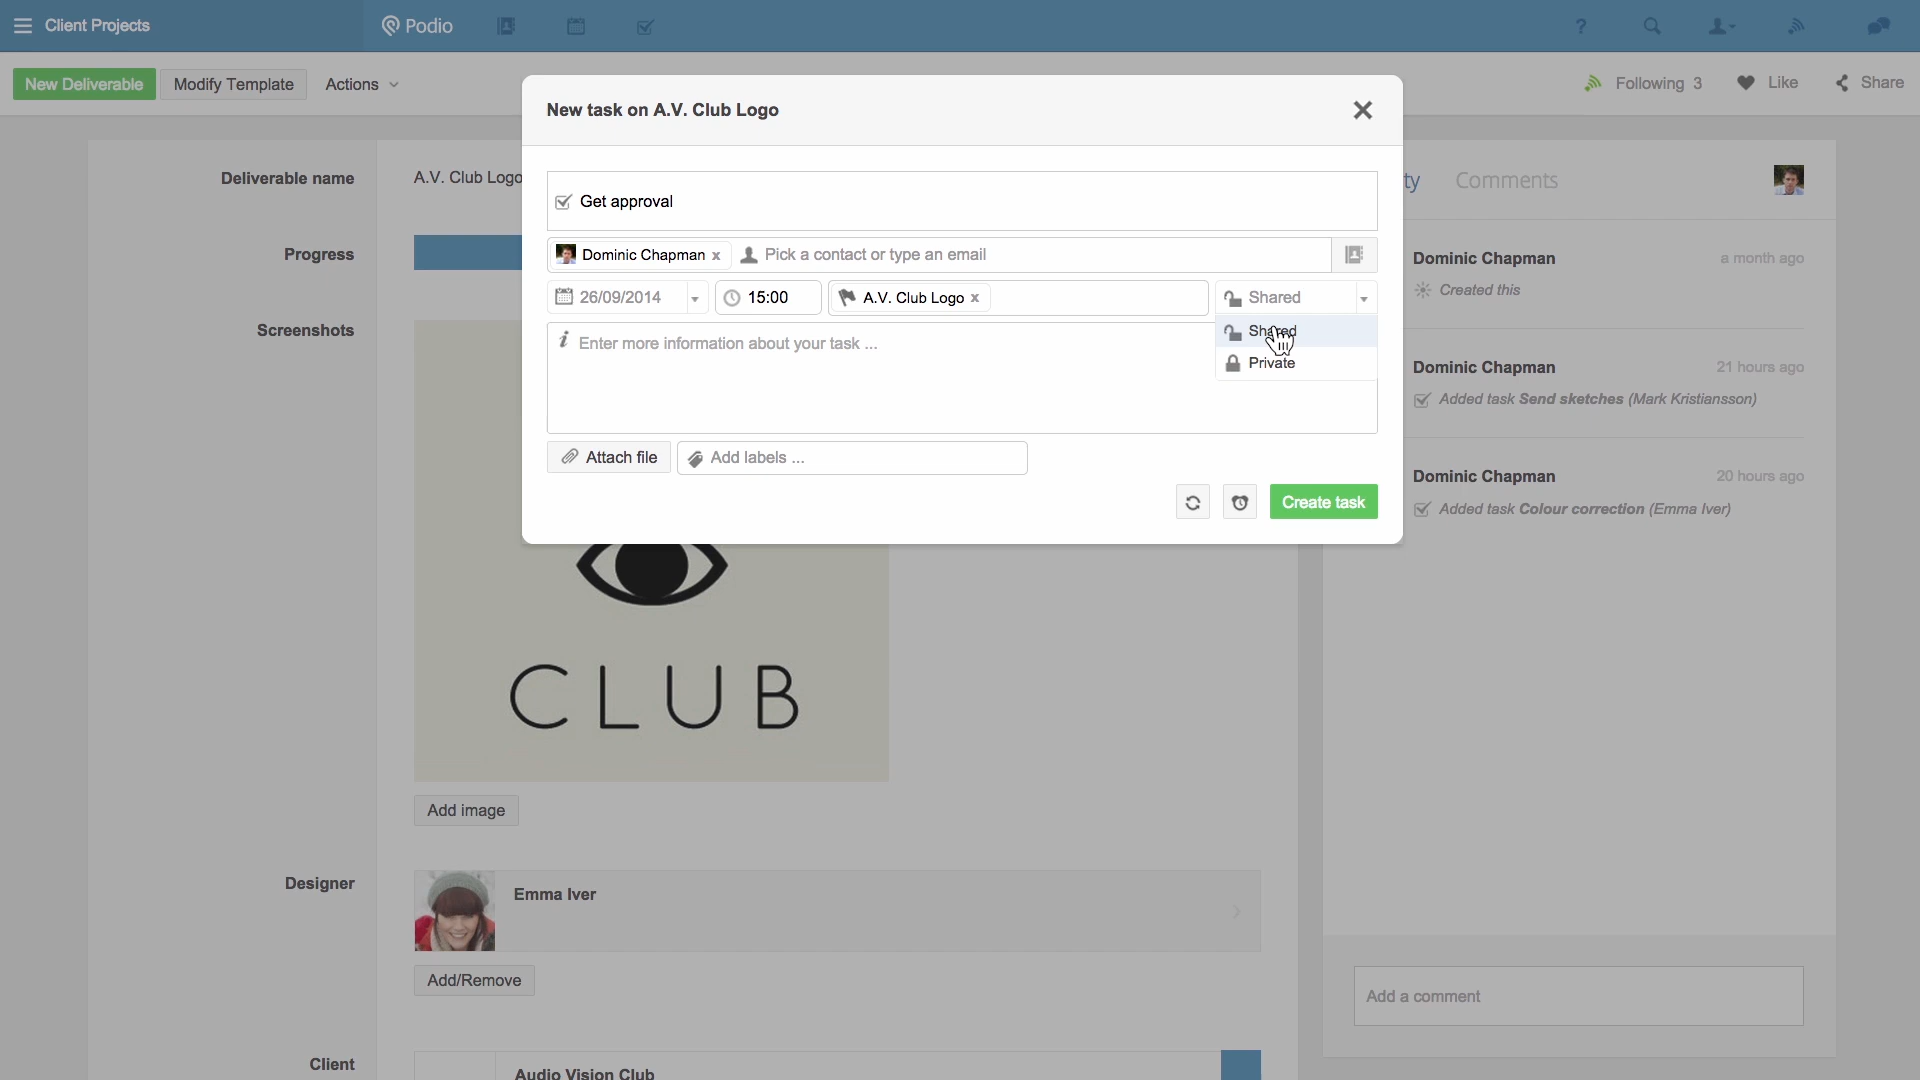 Client Projects
Podio
?
New Deliverable
Modify Template
Actions
Following 3
Like
Share
New task on A.V. Club Logo
Get approval
Dominic Chapman x
Pick a contact or type an email
26/09/2014
15:00
A.V. Club Logo x
Shared
Shared
Private
i Enter more information about your task ...
Attach file
Add labels ...
Create task
Deliverable name
A.V. Club Logo
Progress
Screenshots
CLUB
Add image
Designer
Emma Iver
Add/Remove
Client
Audio Vision Club
ty
Comments
Dominic Chapman
a month ago
Created this
Dominic Chapman
21 hours ago
Added task Send sketches (Mark Kristiansson)
Dominic Chapman
20 hours ago
Added task Colour correction (Emma Iver)
Add a comment